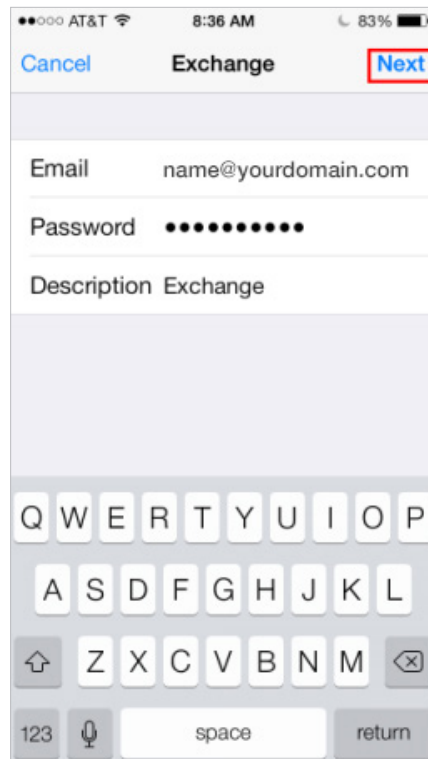 AT&T 8:36 AM 83%
Cancel Exchange Next
Email name@yourdomain.com
Password ●●●●●●●●●●
Description Exchange
Q W E R T Y U I O P
A S D F G H J K L
Z X C V B N M
123 space return